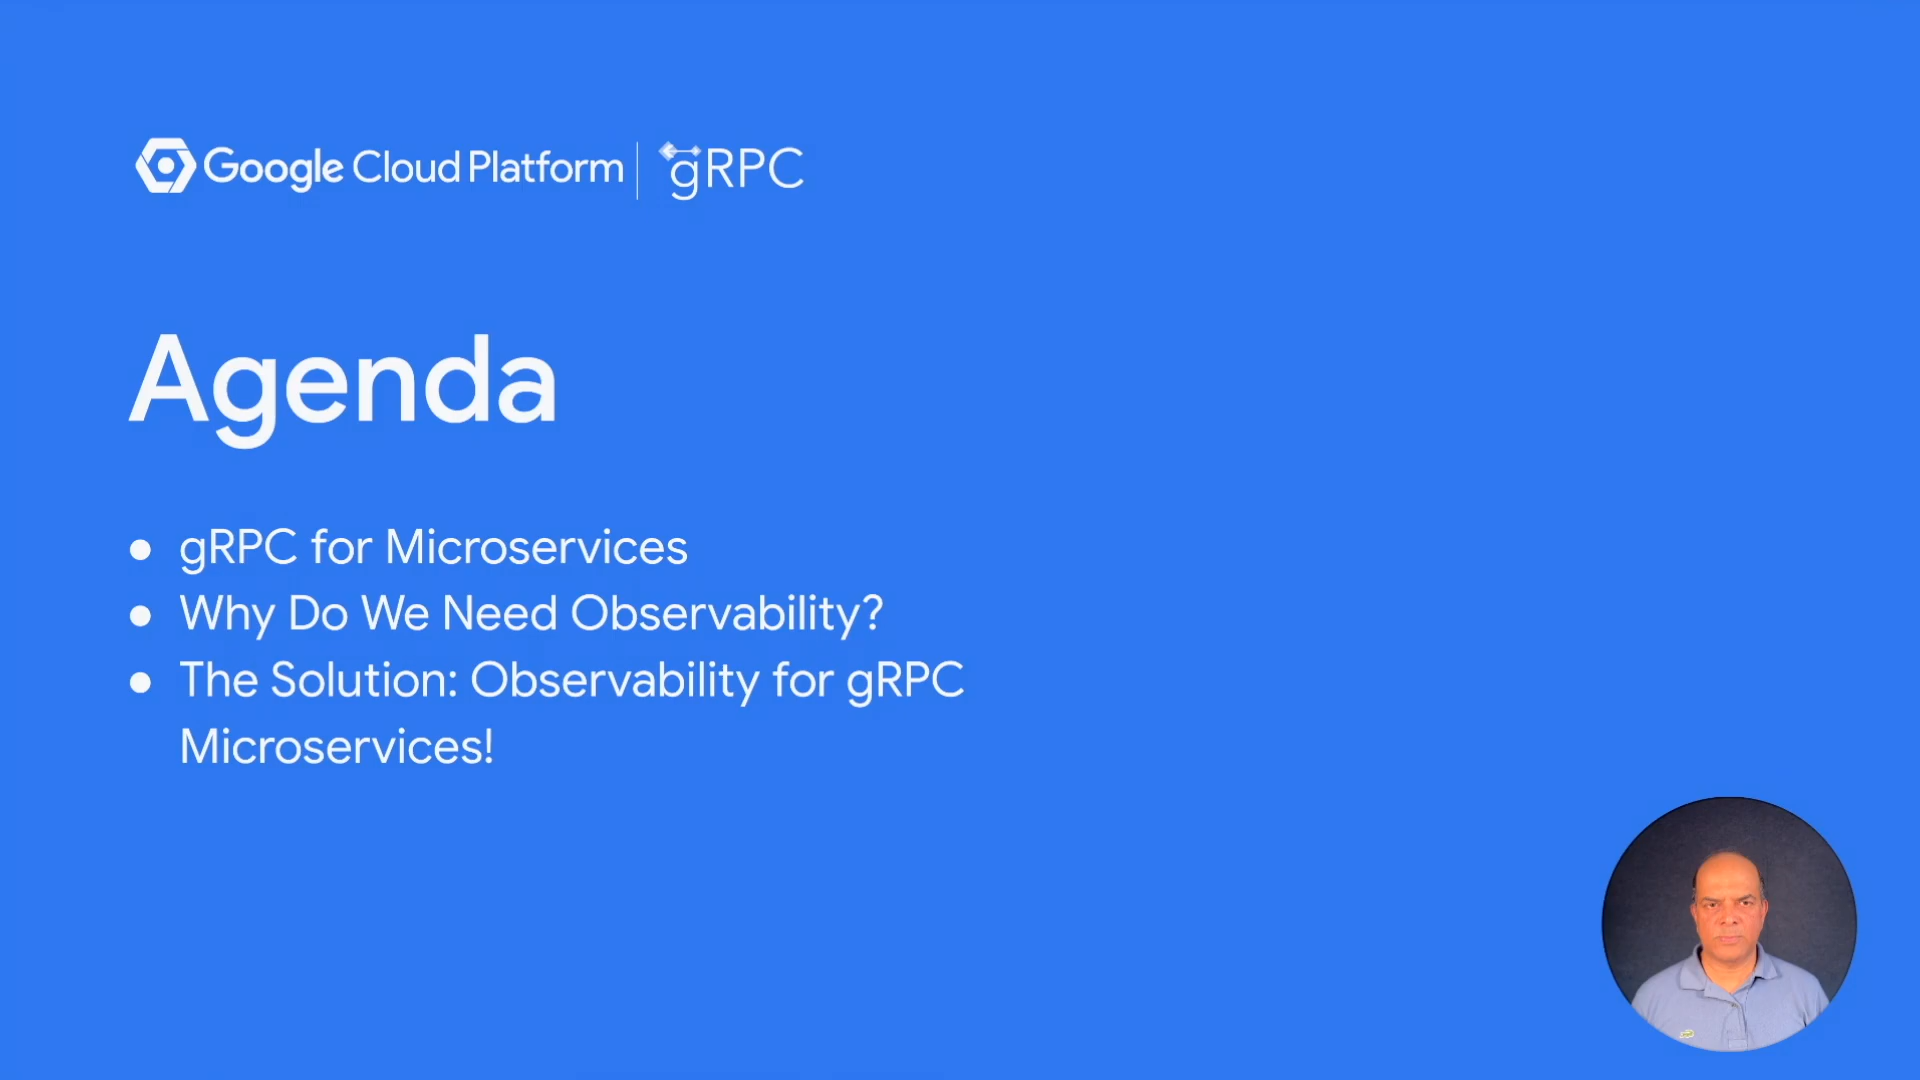 Google Cloud Platform | gRPC
Agenda
● gRPC for Microservices
● Why Do We Need Observability?
● The Solution: Observability for gRPC
Microservices!